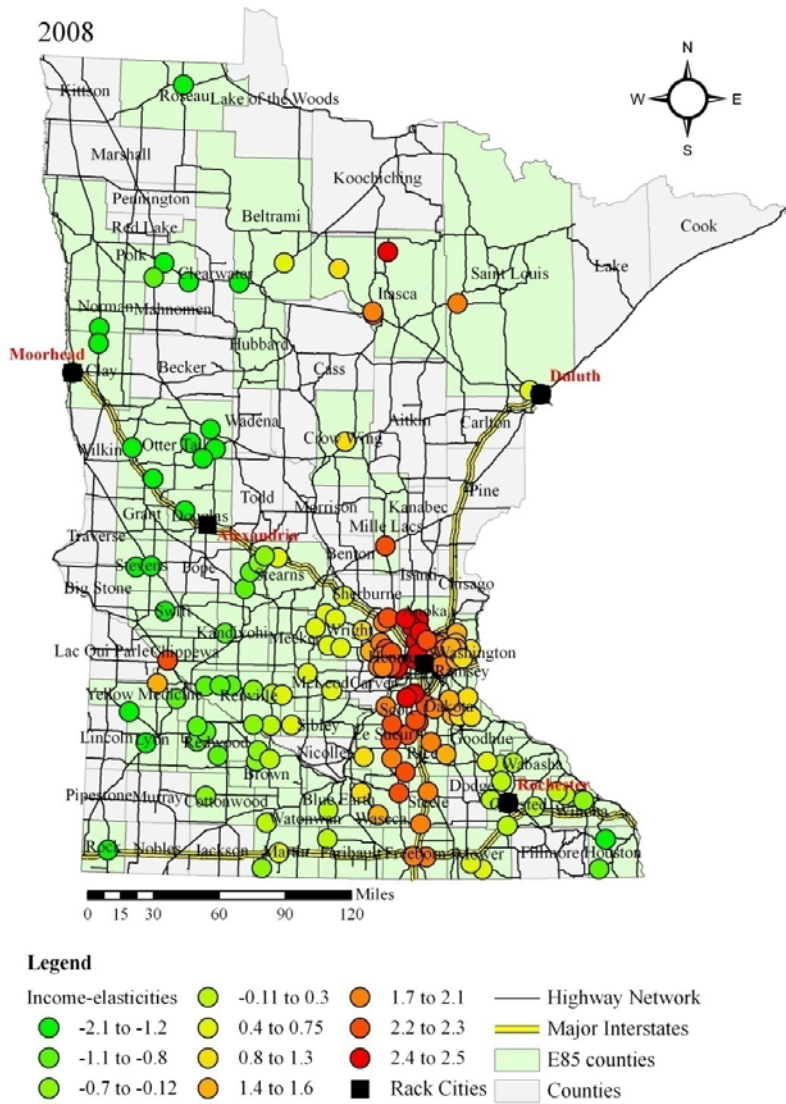 2008
N
W E
S
Kittson
Roseau
Lake of the Woods
Marshall
Koochiching
Pennington
Beltrami
Red Lake
Cook
Polk
Clearwater
Saint Louis
Lake
Itasca
Norman
Mahnomen
Hubbard
Moorhead
Clay
Becker
Cass
Duluth
Wadena
Aitkin
Carlton
Wilkin
Otter Tail
Crow Wing
Pine
Todd
Morrison
Kanabec
Grant
Douglas
Mille Lacs
Traverse
Alexandria
Benton
Stevens
Pope
Stearns
Isanti
Chisago
Big Stone
Sherburne
Swift
Anoka
Kandiyohi
Meeker
Wright
Lac Qui Parle
Chippewa
Washington
Ramsey
McLeod
Carver
Yellow Medicine
Renville
Scott
Dakota
Sibley
Lincoln
Lyon
Redwood
Le Sueur
Goodhue
Nicollet
Rice
Wabasha
Brown
Dodge
Rochester
Pipestone
Murray
Cottonwood
Blue Earth
Steele
Olmsted
Winona
Watonwan
Waseca
Rock
Nobles
Jackson
Martin
Faribault
Freeborn
Mower
Fillmore
Houston
Miles
0 15 30 60 90 120
Legend
Income-elasticities
-2.1 to -1.2
-1.1 to -0.8
-0.7 to -0.12
-0.11 to 0.3
0.4 to 0.75
0.8 to 1.3
1.4 to 1.6
1.7 to 2.1
2.2 to 2.3
2.4 to 2.5
Rack Cities
Highway Network
Major Interstates
E85 counties
Counties